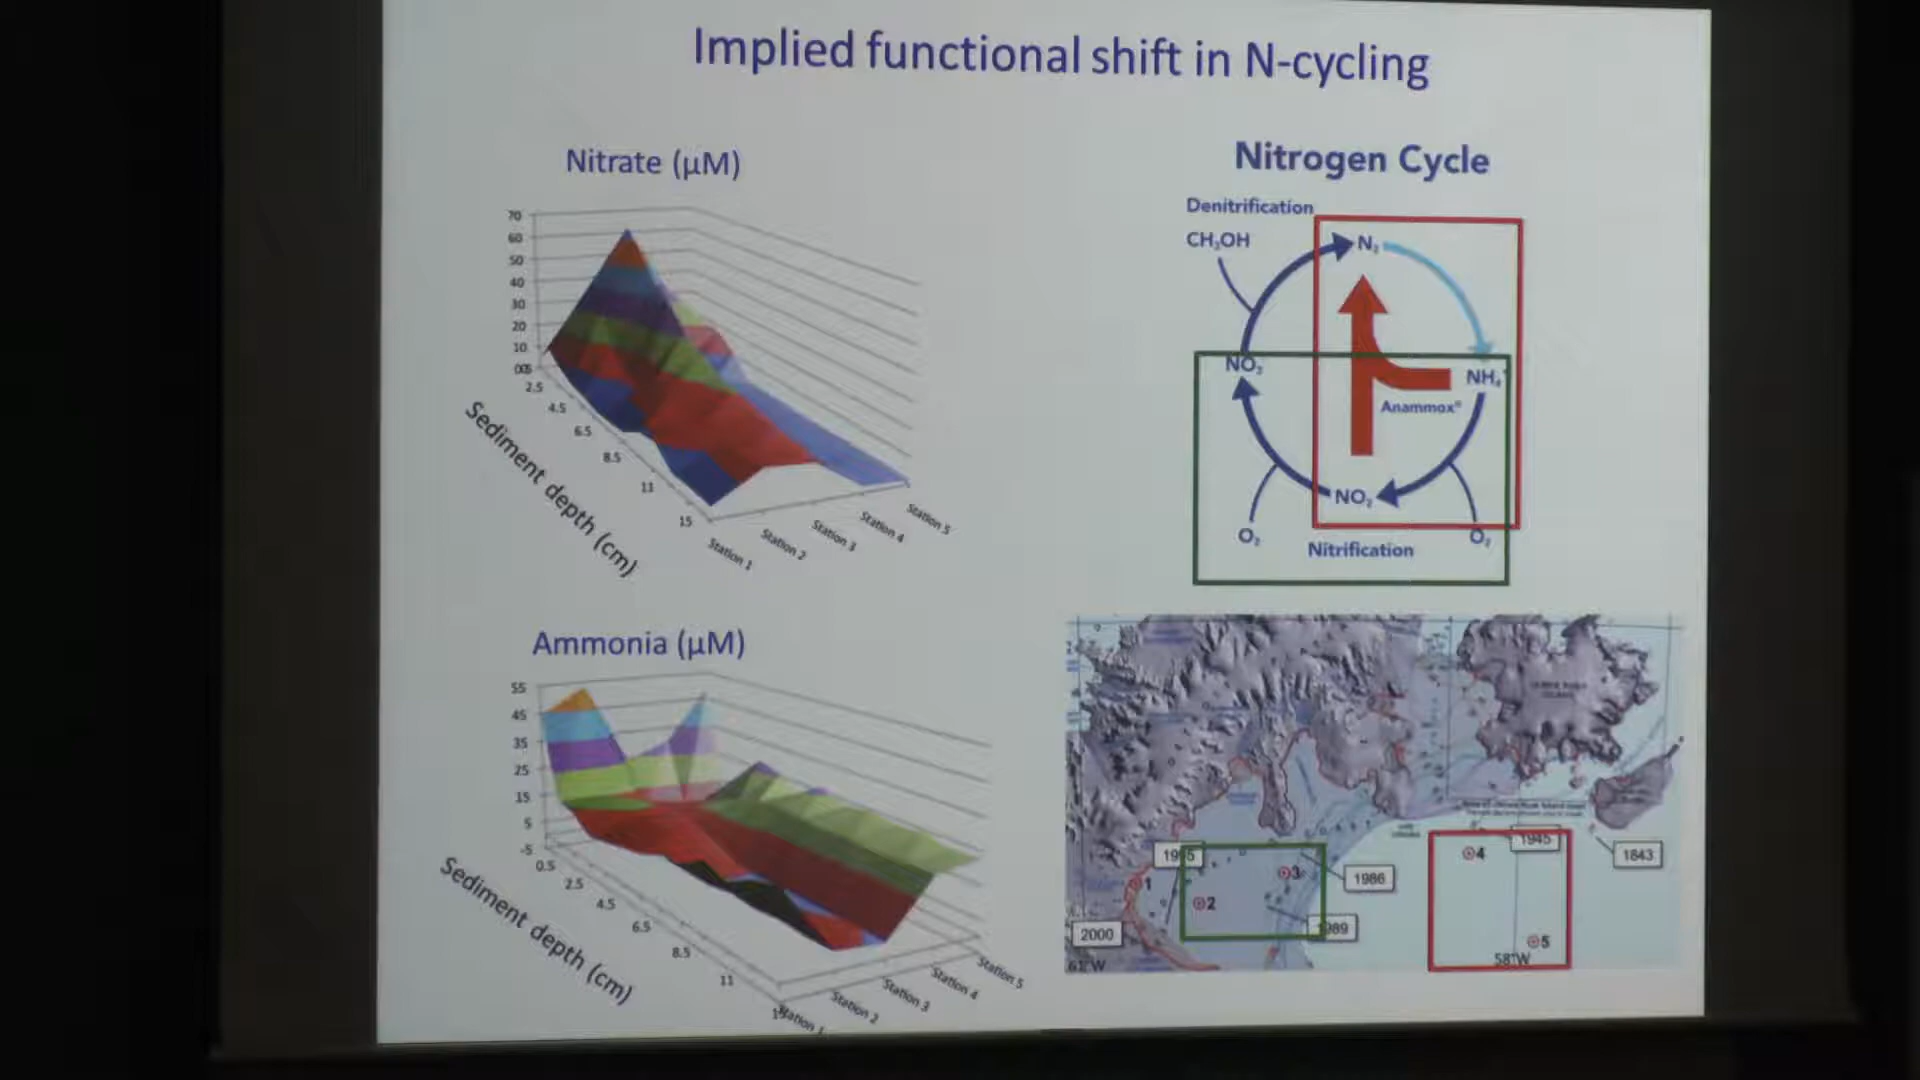 Implied functional shift in N-cycling
Nitrate (µM)
70
60
50
40
30
20
10
2.5
4.5
6.5
8.5
11
15
Sediment depth (cm)
Station 1
Station 2
Station 3
Station 4
Station 5
Nitrogen Cycle
Denitrification
CH₃OH
N₂
NO₂
NH₄⁺
Anammox®
NO₂
O₂
O₂
Nitrification
Ammonia (µM)
55
45
35
25
15
5
-5
0.5
2.5
4.5
6.5
8.5
11
Sediment depth (cm)
Station 1
Station 2
Station 3
Station 4
Station 5
1995
1986
1989
2000
1945
1843
1
2
3
4
5
61°W
58°W